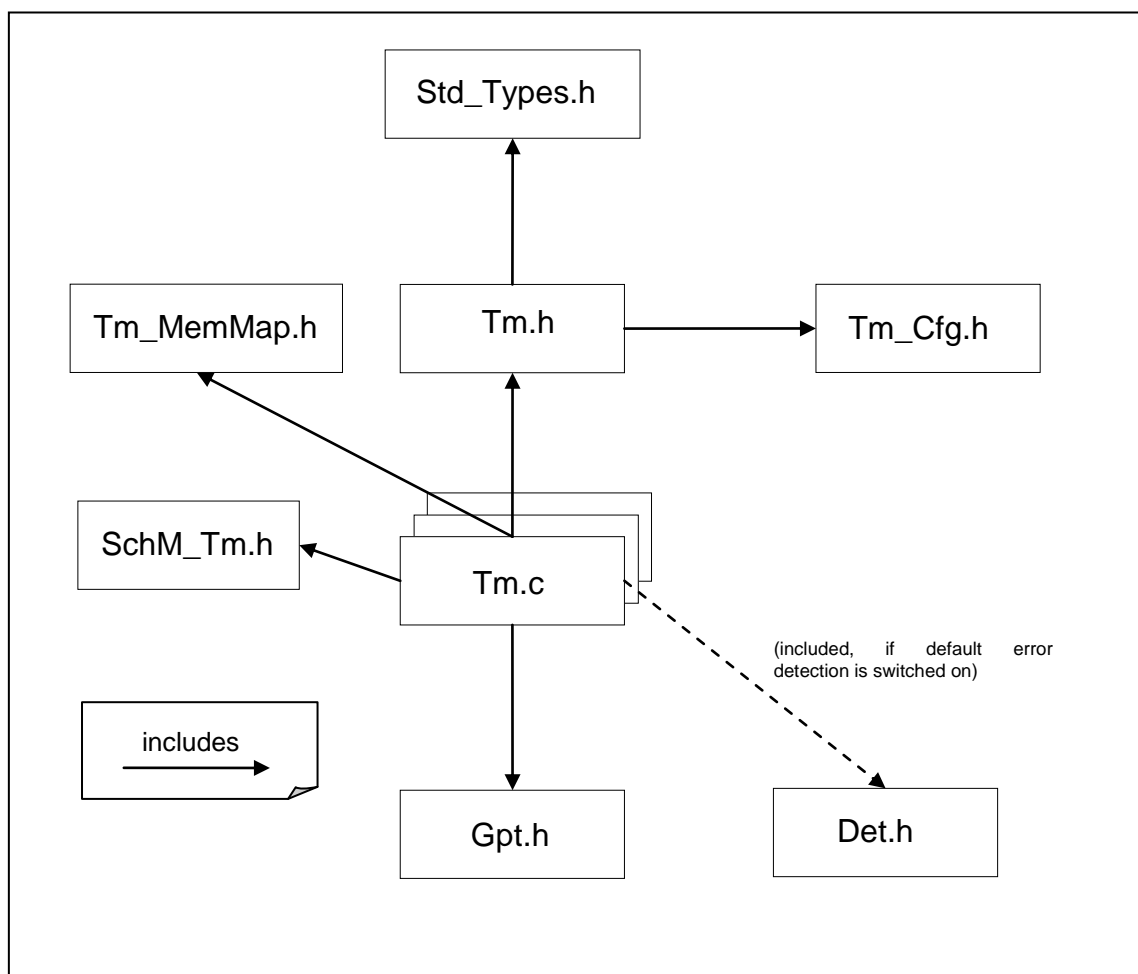 Std_Types.h
Tm_MemMap.h
Tm.h
Tm_Cfg.h
SchM_Tm.h
Tm.c
(included, if default error
detection is switched on)
includes
Gpt.h
Det.h